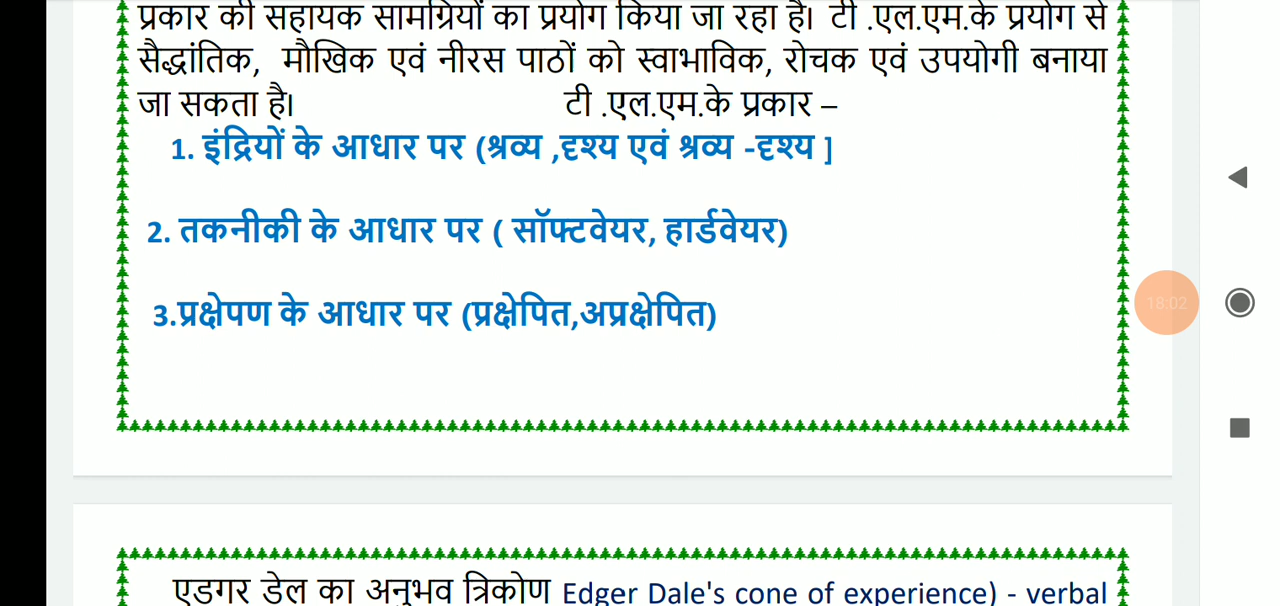 प्रकार की सहायक सामग्रियों का प्रयोग किया जा रहा है। टी .एल.एम.के प्रयोग से
सैद्धांतिक, मौखिक एवं नीरस पाठों को स्वाभाविक, रोचक एवं उपयोगी बनाया
जा सकता है। टी .एल.एम.के प्रकार –
1. इंद्रियों के आधार पर (श्रव्य ,दृश्य एवं श्रव्य -दृश्य ]
2. तकनीकी के आधार पर ( सॉफ्टवेयर, हार्डवेयर)
3.प्रक्षेपण के आधार पर (प्रक्षेपित,अप्रक्षेपित)
18:02
एडगर डेल का अनुभव त्रिकोण Edger Dale's cone of experience) - verbal